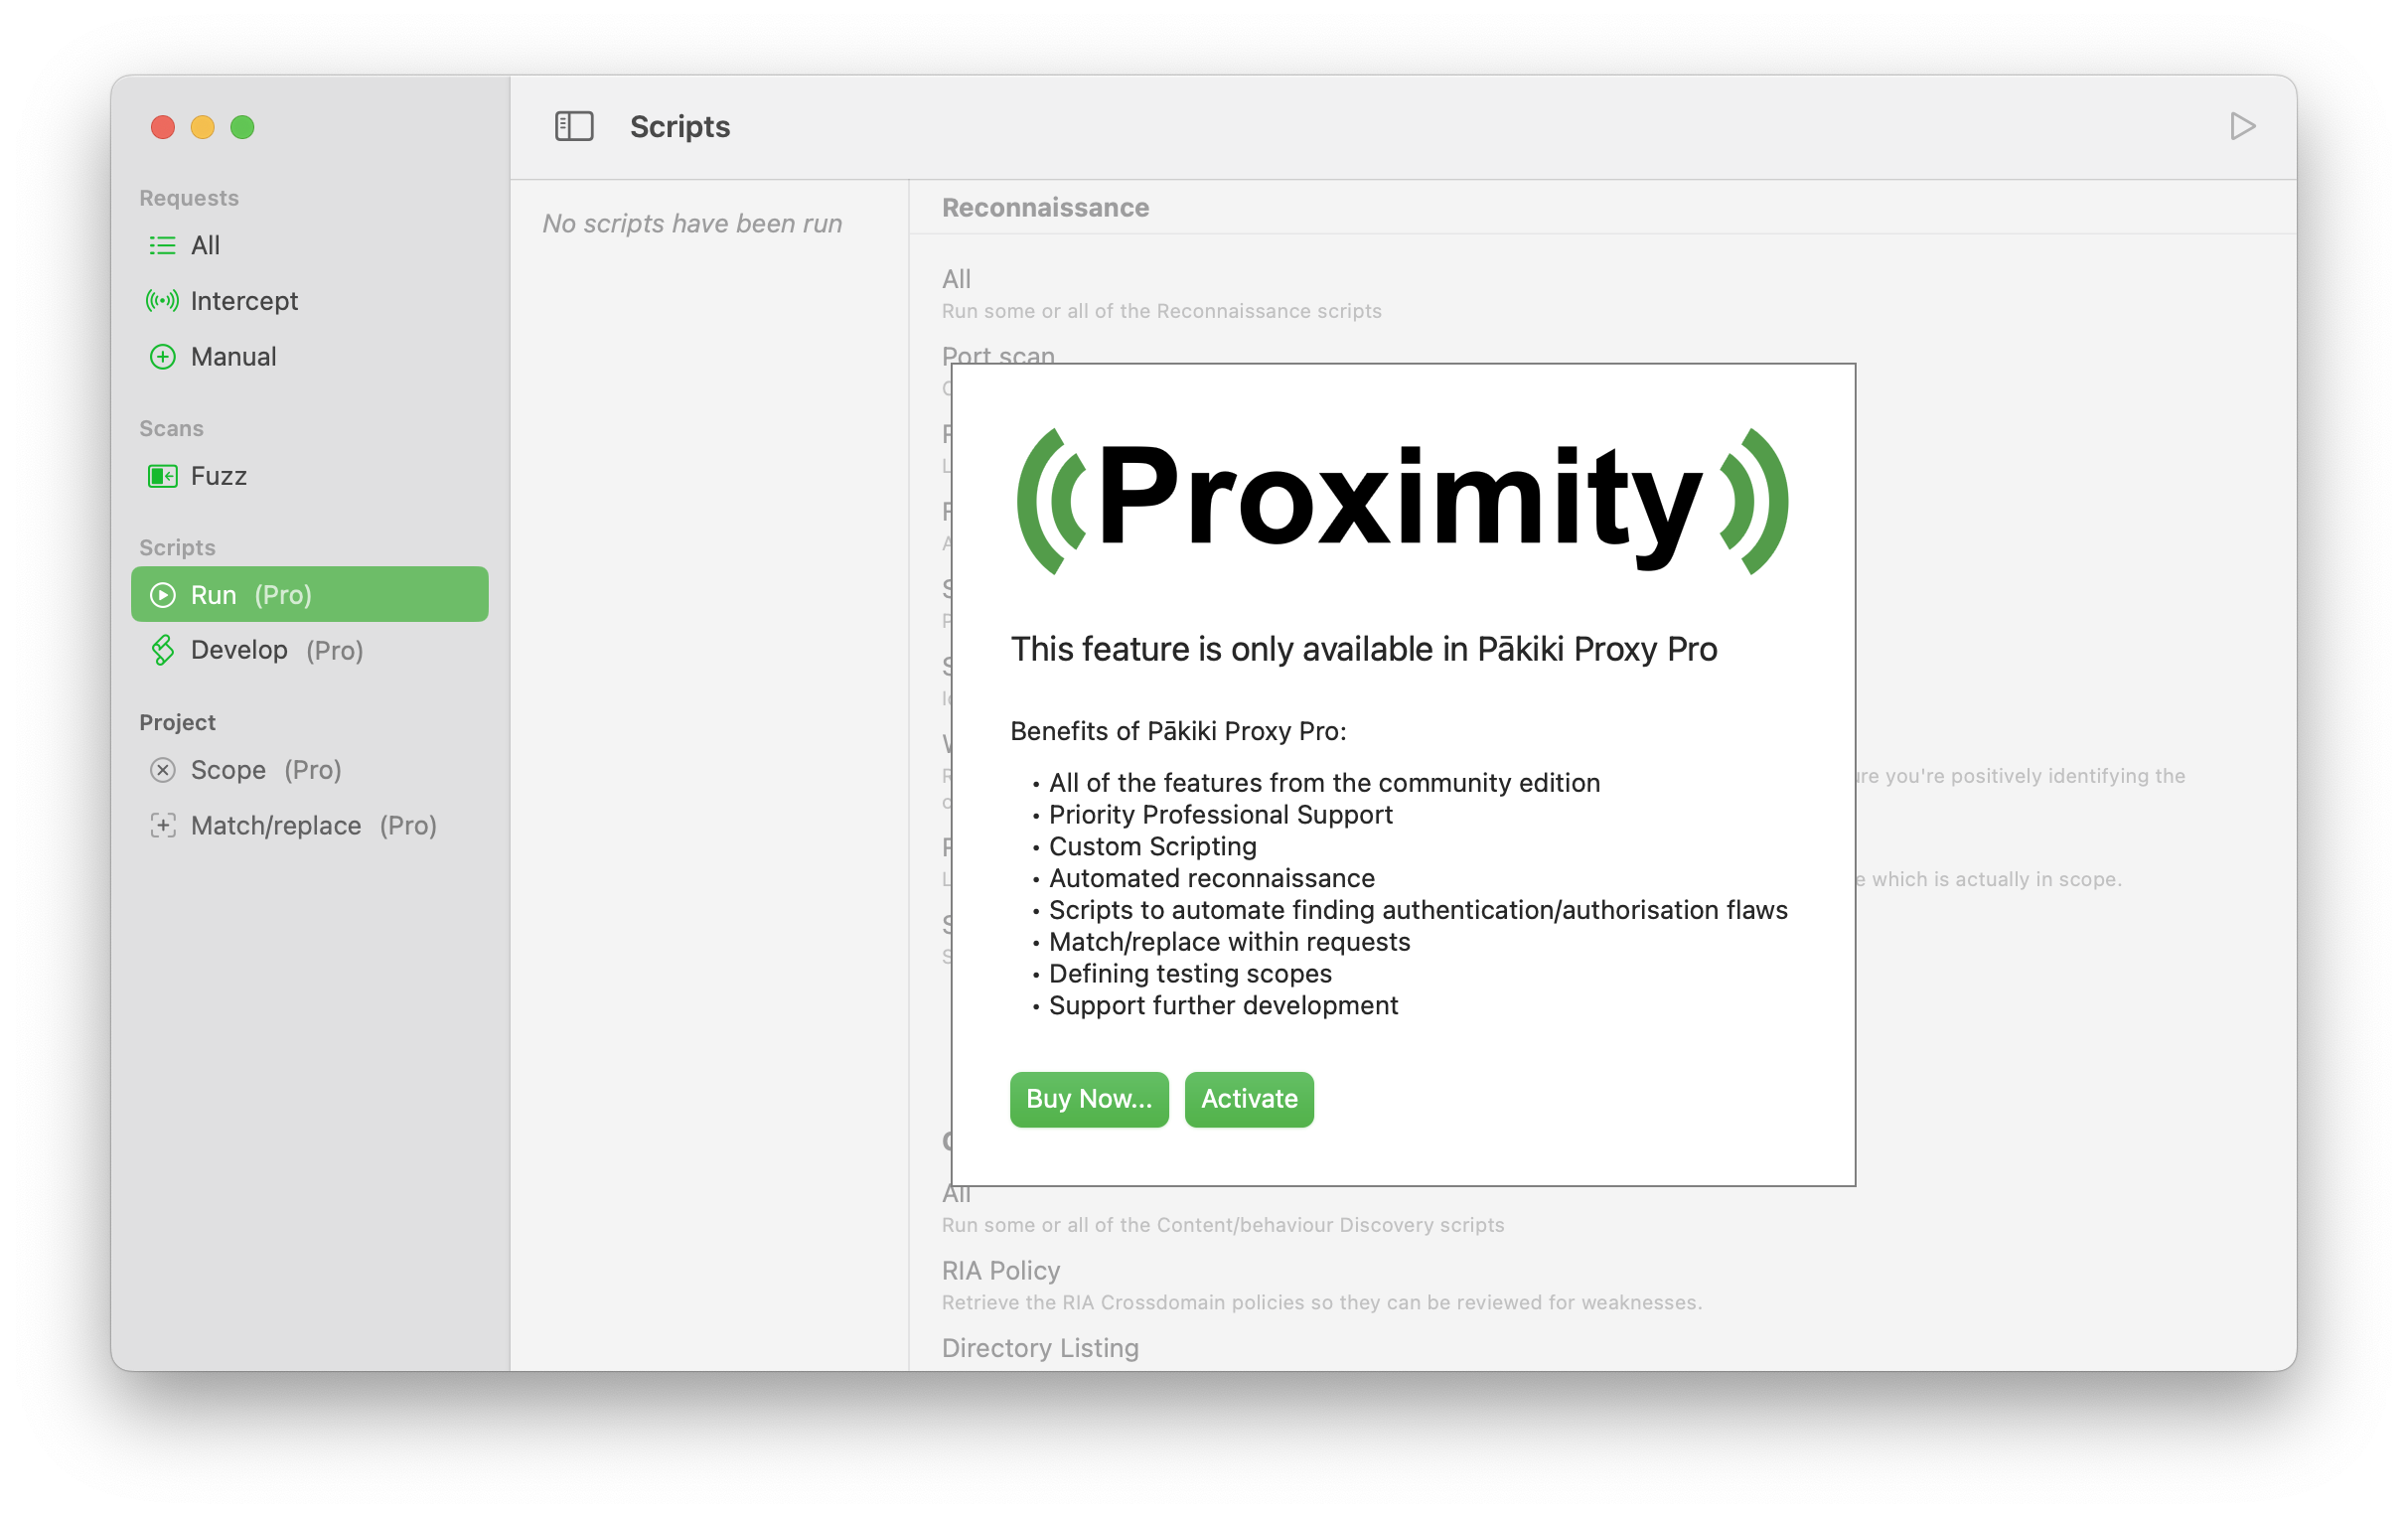 Scripts
Requests
All
Intercept
Manual
Scans
Fuzz
Scripts
Run (Pro)
Develop (Pro)
Project
Scope (Pro)
Match/replace (Pro)
No scripts have been run
Reconnaissance
All
Run some or all of the Reconnaissance scripts
Port scan
you're positively identifying the
which is actually in scope.
Proximity
This feature is only available in Pākiki Proxy Pro
Benefits of Pākiki Proxy Pro:
• All of the features from the community edition
• Priority Professional Support
• Custom Scripting
• Automated reconnaissance
• Scripts to automate finding authentication/authorisation flaws
• Match/replace within requests
• Defining testing scopes
• Support further development
Buy Now...
Activate
All
Run some or all of the Content/behaviour Discovery scripts
RIA Policy
Retrieve the RIA Crossdomain policies so they can be reviewed for weaknesses.
Directory Listing